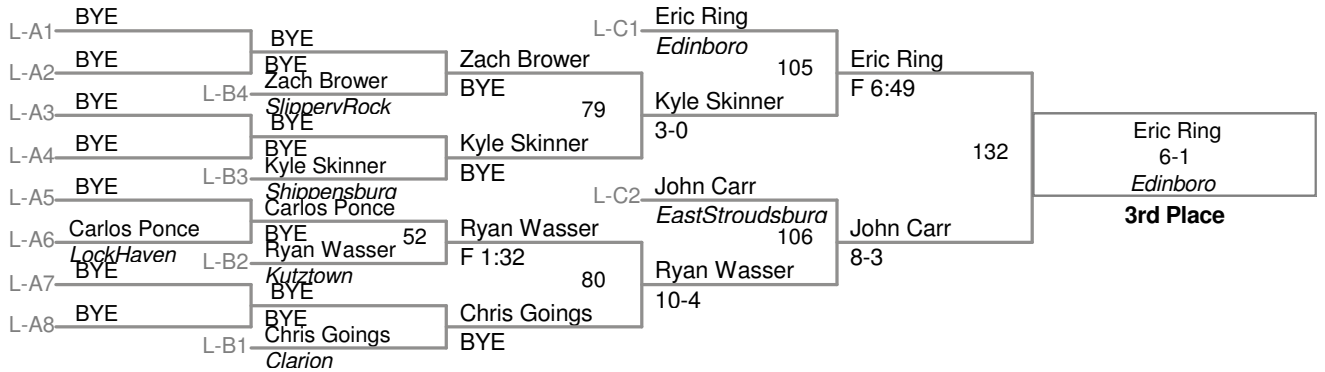 L-A1 BYE
L-A2 BYE
L-A3 BYE
L-A4 BYE
L-A5 BYE
L-A6 Carlos Ponce
LockHaven
L-A7 BYE
L-A8 BYE
BYE
BYE
L-B4 Zach Brower
SlipperyRock
BYE
BYE
L-B3 Kyle Skinner
Shippensburg
Carlos Ponce
BYE 52
L-B2 Ryan Wasser
Kutztown
BYE
BYE
L-B1 Chris Goings
Clarion
Zach Brower
BYE
79
Kyle Skinner
BYE
Ryan Wasser
F 1:32
80
Chris Goings
BYE
L-C1 Eric Ring
Edinboro
105
Kyle Skinner
3-0
L-C2 John Carr
EastStroudsburg
106
Ryan Wasser
10-4
Eric Ring
F 6:49
132
John Carr
8-3
Eric Ring
6-1
Edinboro
3rd Place